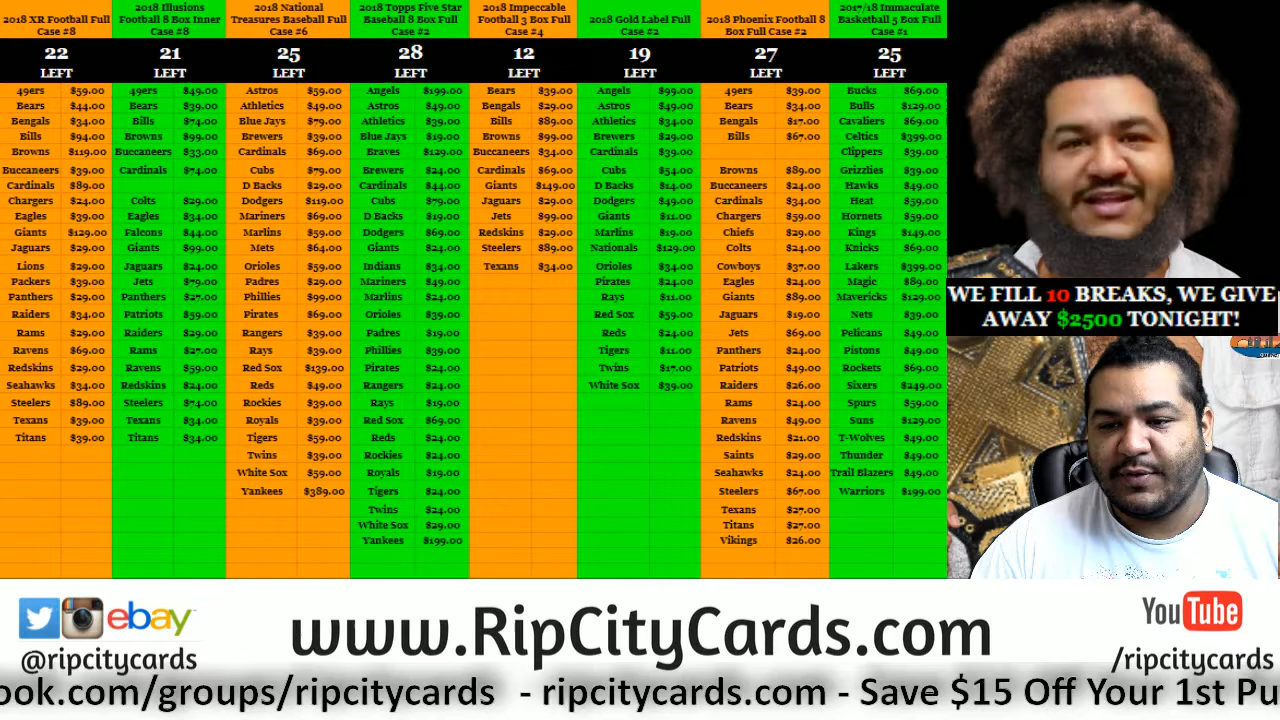 2018 XR Football Full Case #8
22
LEFT
49ers $59.00
Bears $44.00
Bengals $34.00
Bills $94.00
Browns $119.00
Buccaneers $39.00
Cardinals $89.00
Chargers $24.00
Eagles $39.00
Giants $129.00
Jaguars $29.00
Lions $29.00
Packers $39.00
Panthers $29.00
Raiders $34.00
Rams $29.00
Ravens $69.00
Redskins $29.00
Seahawks $34.00
Steelers $89.00
Texans $39.00
Titans $39.00
2018 Illusions Football 8 Box Inner Case #8
21
LEFT
49ers $49.00
Bears $39.00
Bills $74.00
Browns $99.00
Buccaneers $33.00
Cardinals $74.00
Colts $29.00
Eagles $34.00
Falcons $44.00
Giants $99.00
Jaguars $24.00
Jets $79.00
Panthers $27.00
Patriots $59.00
Raiders $29.00
Rams $27.00
Ravens $59.00
Redskins $24.00
Steelers $74.00
Texans $34.00
Titans $34.00
2018 National Treasures Baseball Full Case #6
25
LEFT
Astros $59.00
Athletics $49.00
Blue Jays $79.00
Brewers $39.00
Cardinals $69.00
Cubs $79.00
D Backs $29.00
Dodgers $119.00
Mariners $69.00
Marlins $59.00
Mets $64.00
Orioles $59.00
Padres $29.00
Phillies $99.00
Pirates $69.00
Rangers $39.00
Rays $39.00
Red Sox $139.00
Reds $49.00
Rockies $39.00
Royals $39.00
Tigers $59.00
Twins $39.00
White Sox $59.00
Yankees $389.00
2018 Topps Five Star Baseball 8 Box Full Case #2
28
LEFT
Angels $199.00
Astros $49.00
Athletics $39.00
Blue Jays $19.00
Braves $129.00
Brewers $24.00
Cardinals $44.00
Cubs $79.00
D Backs $19.00
Dodgers $69.00
Giants $24.00
Indians $34.00
Mariners $49.00
Marlins $24.00
Orioles $39.00
Padres $19.00
Phillies $39.00
Pirates $24.00
Rangers $24.00
Rays $19.00
Red Sox $69.00
Reds $24.00
Rockies $24.00
Royals $19.00
Tigers $24.00
Twins $24.00
White Sox $29.00
Yankees $199.00
2018 Impeccable Football 3 Box Full Case #4
12
LEFT
Bears $39.00
Bengals $29.00
Bills $89.00
Browns $99.00
Buccaneers $34.00
Cardinals $69.00
Giants $149.00
Jaguars $29.00
Jets $99.00
Redskins $29.00
Steelers $89.00
Texans $34.00
2018 Gold Label Full Case #2
19
LEFT
Angels $99.00
Astros $49.00
Athletics $34.00
Brewers $29.00
Cardinals $39.00
Cubs $54.00
D Backs $14.00
Dodgers $49.00
Giants $11.00
Marlins $19.00
Nationals $129.00
Orioles $34.00
Pirates $24.00
Rays $11.00
Red Sox $59.00
Reds $24.00
Tigers $11.00
Twins $17.00
White Sox $39.00
2018 Phoenix Football 8 Box Full Case #2
27
LEFT
49ers $39.00
Bears $34.00
Bengals $17.00
Bills $67.00
Browns $89.00
Buccaneers $24.00
Cardinals $34.00
Chargers $59.00
Chiefs $29.00
Colts $24.00
Cowboys $37.00
Eagles $24.00
Giants $89.00
Jaguars $19.00
Jets $69.00
Panthers $24.00
Patriots $49.00
Raiders $26.00
Rams $24.00
Ravens $49.00
Redskins $21.00
Saints $29.00
Seahawks $24.00
Steelers $67.00
Texans $27.00
Titans $27.00
Vikings $26.00
2017/18 Immaculate Basketball 5 Box Full Case #1
25
LEFT
Bucks $69.00
Bulls $129.00
Cavaliers $69.00
Celtics $399.00
Clippers $39.00
Grizzlies $39.00
Hawks $49.00
Heat $59.00
Hornets $59.00
Kings $149.00
Knicks $69.00
Lakers $399.00
Magic $89.00
Mavericks $129.00
Nets $39.00
Pelicans $49.00
Pistons $49.00
Rockets $69.00
Sixers $249.00
Spurs $59.00
Suns $129.00
T-Wolves $49.00
Thunder $49.00
Trail Blazers $49.00
Warriors $199.00
WE FILL 10 BREAKS, WE GIVE
AWAY $2500 TONIGHT!
ebay
@ripcitycards
www.RipCityCards.com
YouTube
/ripcitycards
ook.com/groups/ripcitycards - ripcitycards.com - Save $15 Off Your 1st Pu